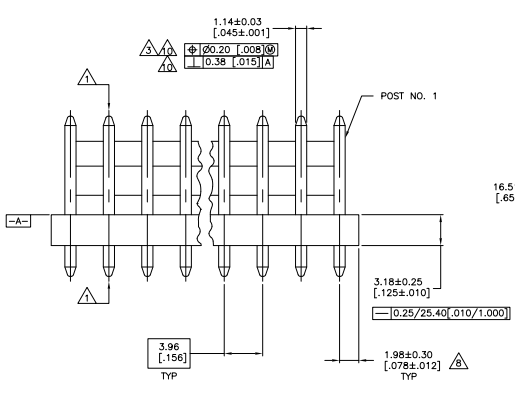 1.14±0.03
[.045±.001]
3 10 ⌖ Ø0.20 [.008]Ⓜ
10 ⊥ 0.38 [.015] A
1
POST NO. 1
16.5
[.65
-A-
3.18±0.25
[.125±.010]
— 0.25/25.40[.010/1.000]
1
3.96
[.156]
TYP
1.98±0.30
[.078±.012] 8
TYP